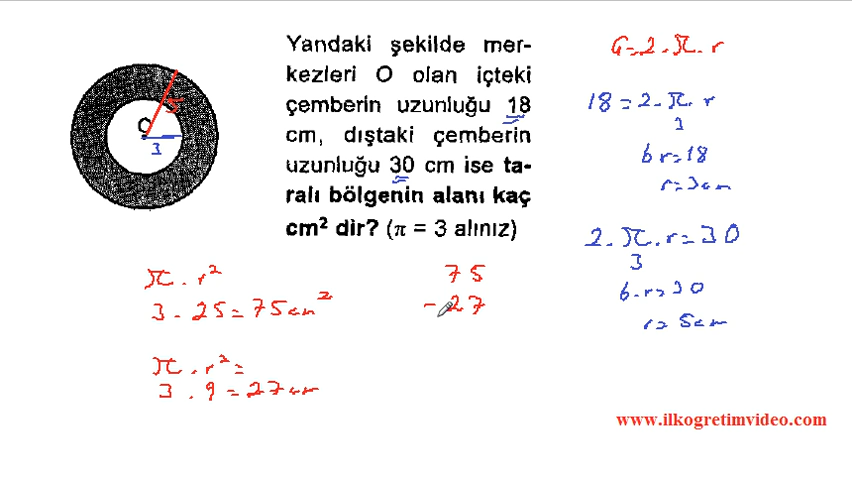 Yandaki şekilde mer-
kezleri O olan içteki
çemberin uzunluğu 18
cm, dıştaki çemberin
uzunluğu 30 cm ise ta-
ralı bölgenin alanı kaç
cm² dir? (π = 3 alınız)
O
5
3
Ç=2.π.r
18=2.π.r
3
6r=18
r=3cm
2.π.r=30
3
6.r=30
r=5cm
π.r²
3.25=75cm²
π.r²=
3.9=27cm
75
-27
www.ilkogretimvideo.com